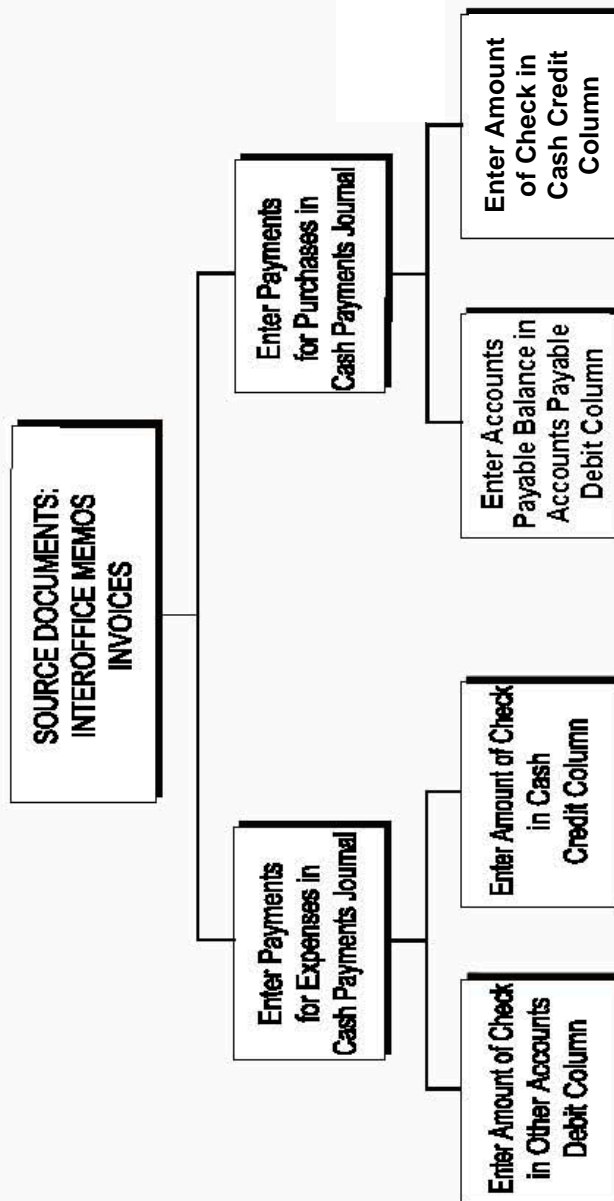 SOURCE DOCUMENTS:
INTEROFFICE MEMOS
INVOICES
Enter Payments
for Expenses in
Cash Payments Journal
Enter Payments
for Purchases in
Cash Payments Journal
Enter Amount of Check
in Other Accounts
Debit Column
Enter Amount of Check
in Cash
Credit Column
Enter Accounts
Payable Balance in
Accounts Payable
Debit Column
Enter Amount
of Check in
Cash Credit
Column